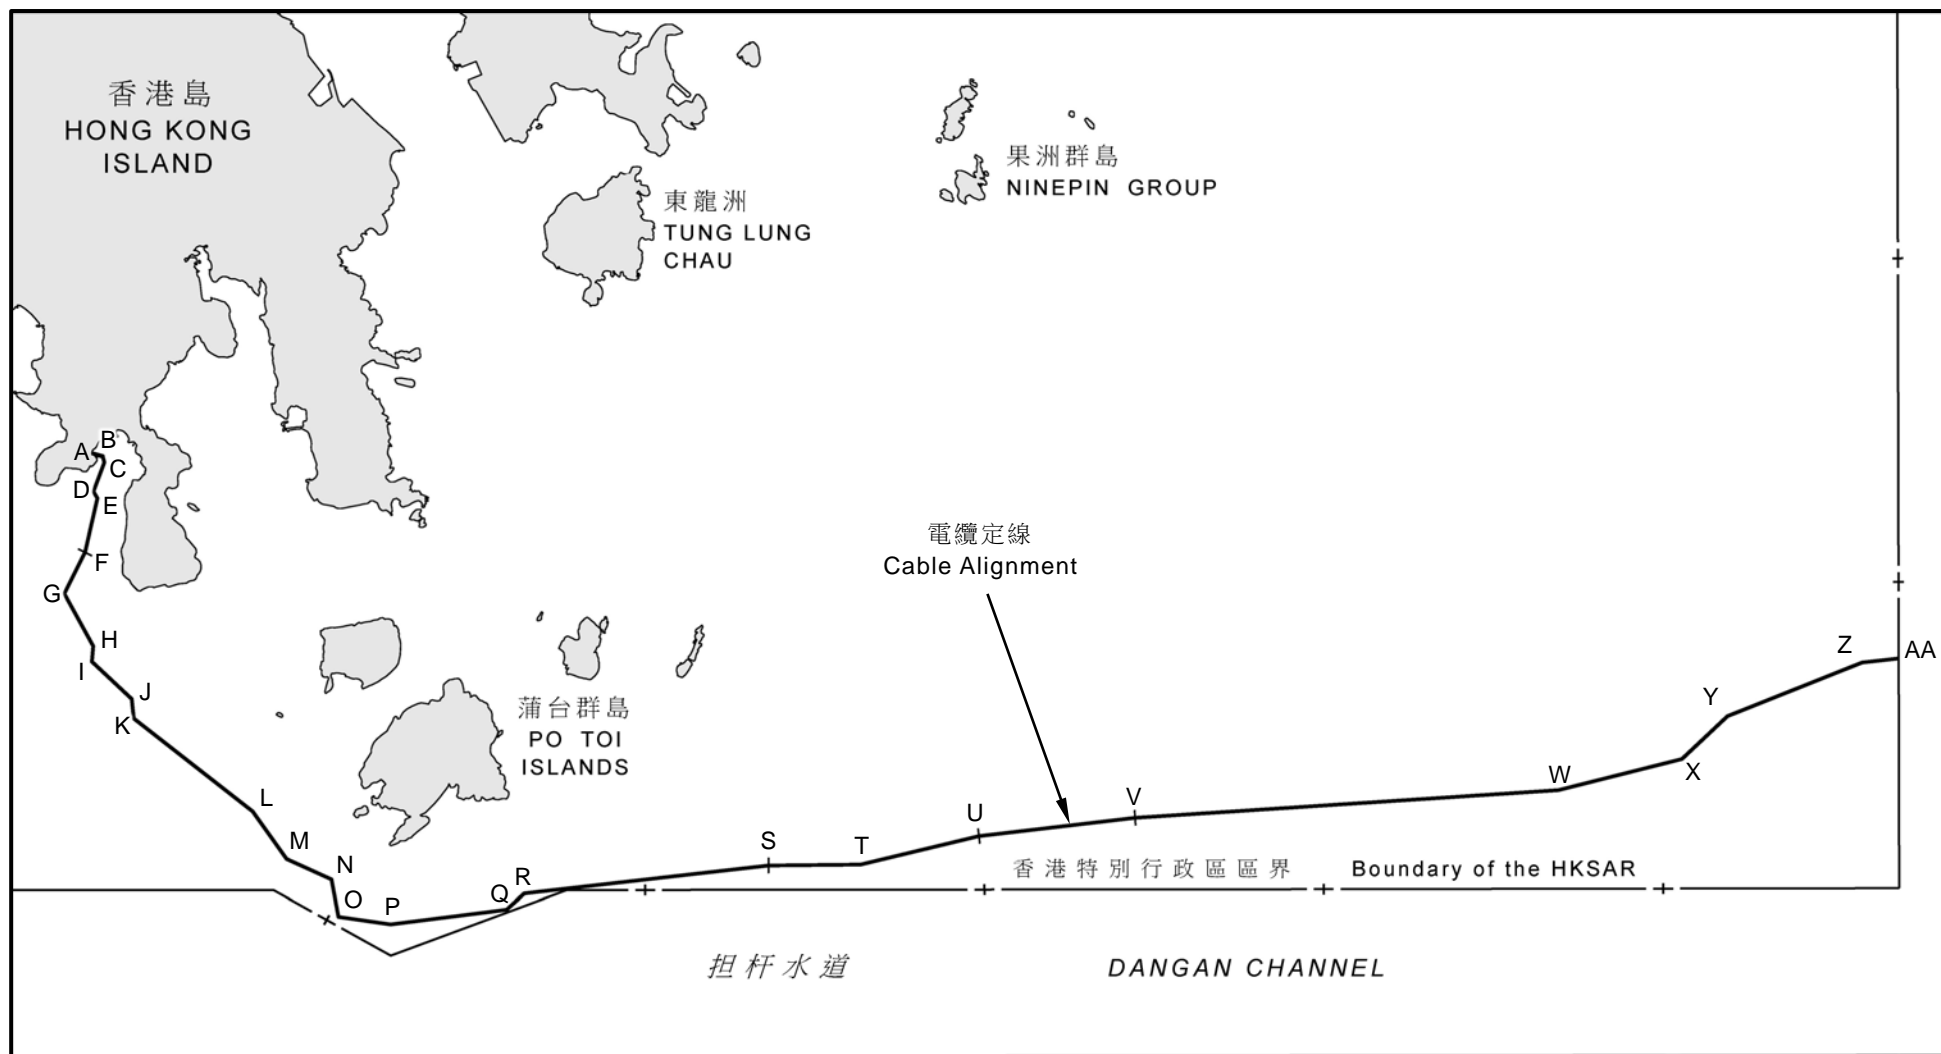 香港島
HONG KONG
ISLAND
果洲群島
NINEPIN GROUP
東龍洲
TUNG LUNG
CHAU
A
B
C
D
E
F
G
H
I
J
K
L
M
N
O
P
Q
R
S
T
U
V
W
X
Y
Z
AA
電纜定線
Cable Alignment
蒲台群島
PO TOI
ISLANDS
香港特別行政區區界 Boundary of the HKSAR
担杆水道 DANGAN CHANNEL